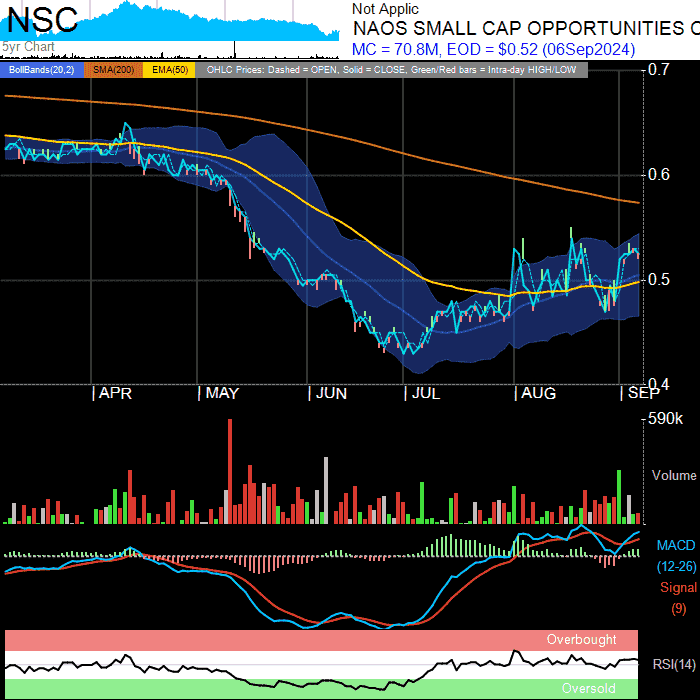 NSC
5yr Chart
Not Applic
NAOS SMALL CAP OPPORTUNITIES C
MC = 70.8M, EOD = $0.52 (06Sep2024)
BollBands(20,2) SMA(200) EMA(50) OHLC Prices: Dashed = OPEN, Solid = CLOSE, Green/Red bars = Intra-day HIGH/LOW
0.7
0.6
0.5
0.4
APR MAY JUN JUL AUG SEP
590k
Volume
MACD
(12-26)
Signal
(9)
Overbought
RSI(14)
Oversold